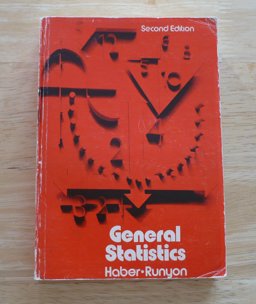 Second Edition
General
Statistics
Haber•Runyon